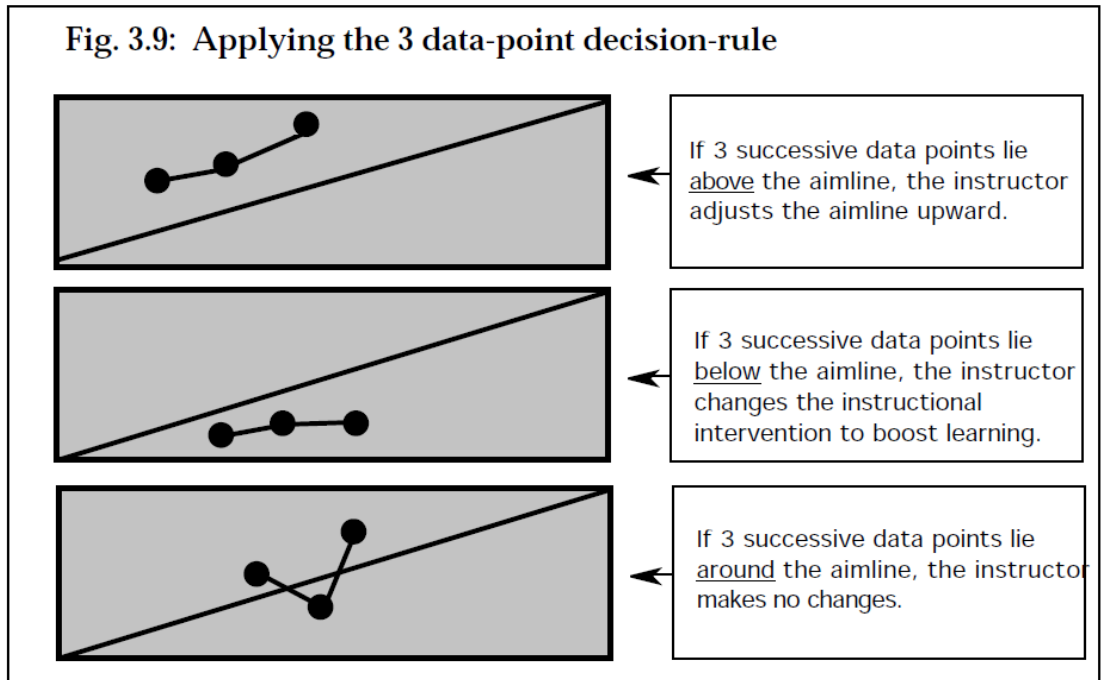 Fig. 3.9: Applying the 3 data-point decision-rule
If 3 successive data points lie
above the aimline, the instructor
adjusts the aimline upward.
If 3 successive data points lie
below the aimline, the instructor
changes the instructional
intervention to boost learning.
If 3 successive data points lie
around the aimline, the instructor
makes no changes.